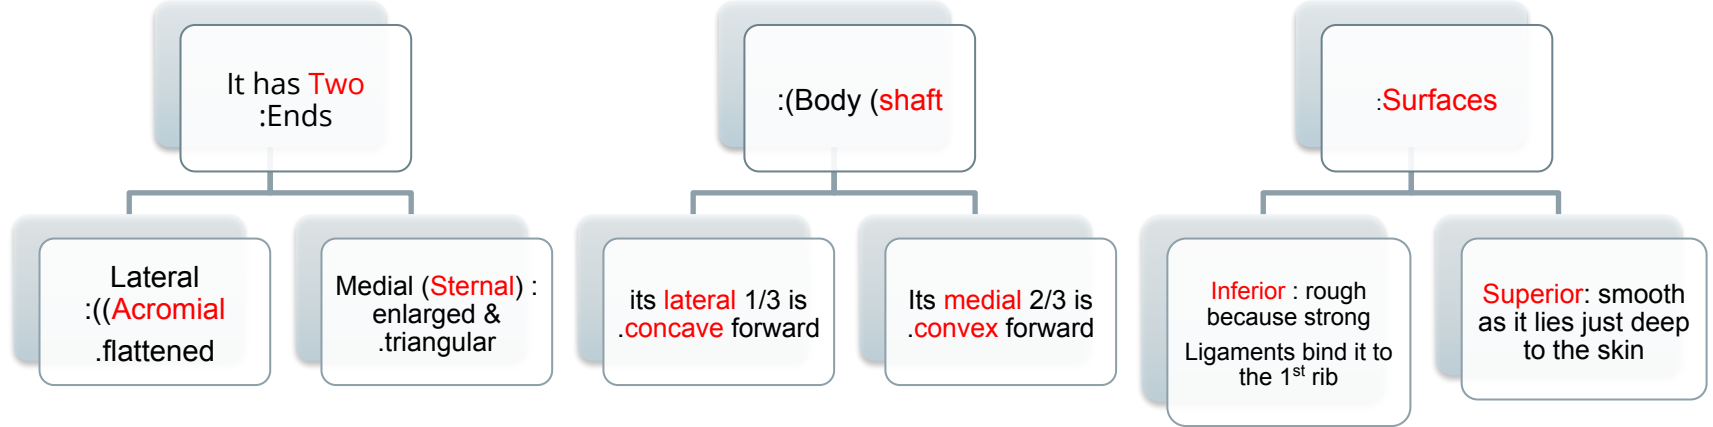 It has Two
:Ends
Lateral
:((Acromial
.flattened
Medial (Sternal) :
enlarged &
.triangular
:(Body (shaft
its lateral 1/3 is
.concave forward
Its medial 2/3 is
.convex forward
:Surfaces
Inferior : rough
because strong
Ligaments bind it to
the 1st rib
Superior: smooth
as it lies just deep
to the skin